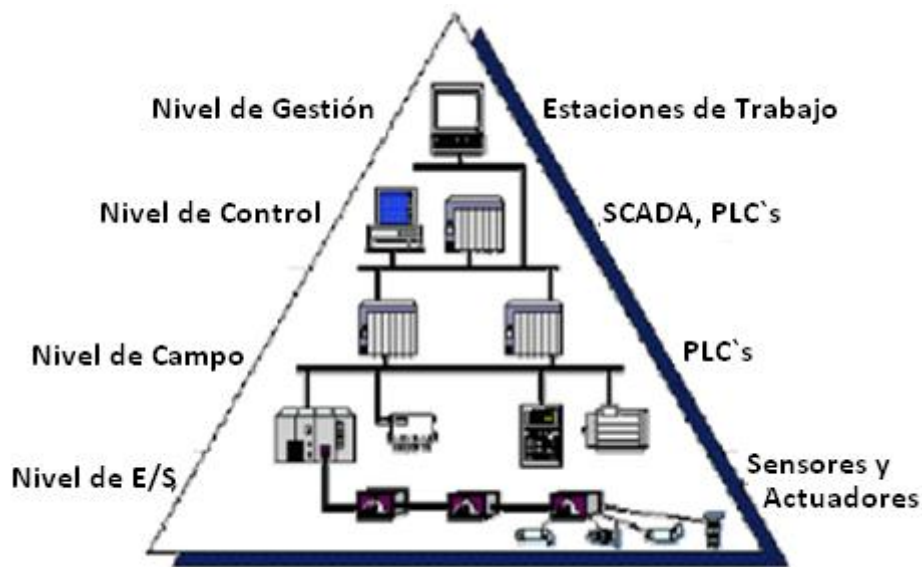 Nivel de Gestión
Estaciones de Trabajo
Nivel de Control
SCADA, PLC`s
Nivel de Campo
PLC`s
Nivel de E/S
Sensores y
Actuadores